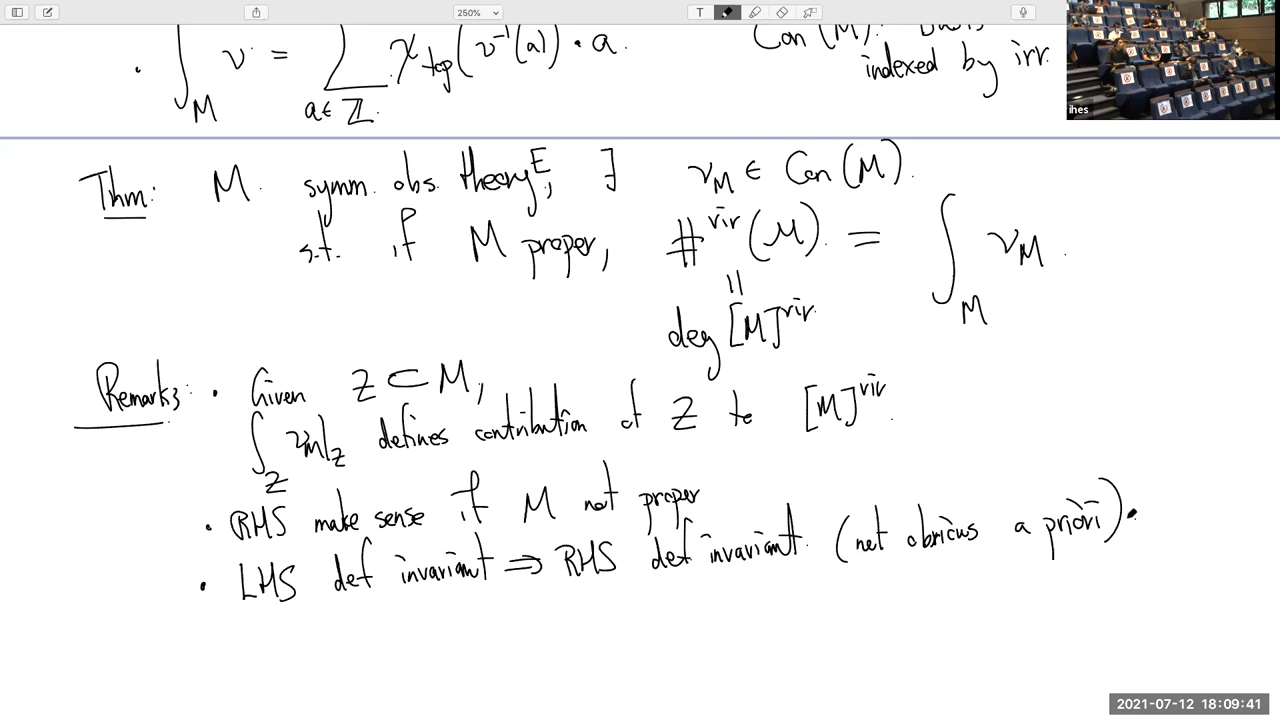 250%
T
ihes
· ∫_M ν = Σ_{a∈ℤ} χ_top(ν⁻¹(a)) · a.
Con(M):
indexed by irr.
Thm: M symm. obs. theory E, ∃ ν_M ∈ Con(M).
s.t. if M proper, #^vir(M) = ∫_M ν_M.
||
deg [M]^vir.
Remarks: · Given Z ⊂ M,
∫_Z ν_M|_Z defines contribution of Z to [M]^vir.
· RHS make sense if M not proper
· LHS def invariant ⇒ RHS def invariant. (not obvious a priori).
2021-07-12 18:09:41